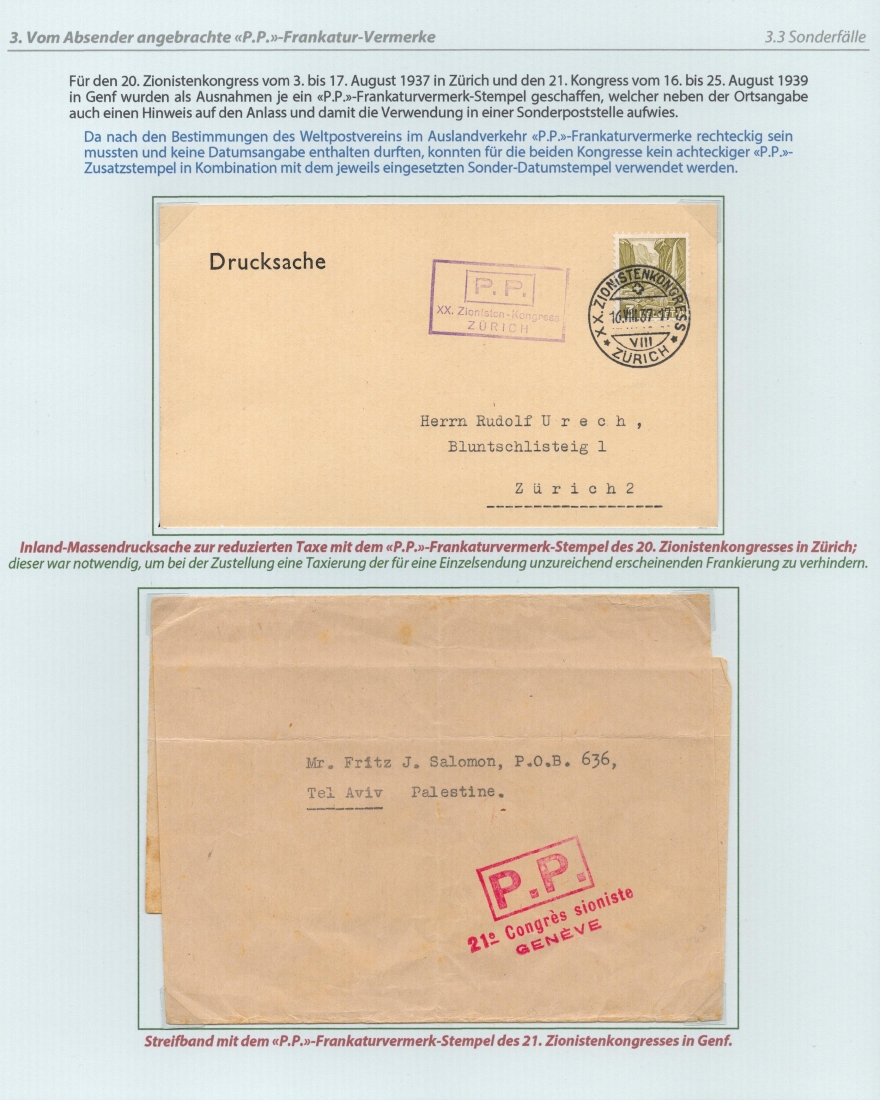 3. Vom Absender angebrachte «P.P.»-Frankatur-Vermerke
3.3 Sonderfälle
Für den 20. Zionistenkongress vom 3. bis 17. August 1937 in Zürich und den 21. Kongress vom 16. bis 25. August 1939
in Genf wurden als Ausnahmen je ein «P.P.»-Frankaturvermerk-Stempel geschaffen, welcher neben der Ortsangabe
auch einen Hinweis auf den Anlass und damit die Verwendung in einer Sonderpoststelle aufwies.
Da nach den Bestimmungen des Weltpostvereins im Auslandverkehr «P.P.»-Frankaturvermerke rechteckig sein
mussten und keine Datumsangabe enthalten durften, konnten für die beiden Kongresse kein achteckiger «P.P.»-
Zusatzstempel in Kombination mit dem jeweils eingesetzten Sonder-Datumstempel verwendet werden.
Drucksache
P.P.
XX. Zionisten-Kongress
ZÜRICH
XX. ZIONISTENKONGRESS
VIII
ZÜRICH
Herrn Rudolf U r e c h ,
Bluntschlisteig 1
Z ü r i c h 2
Inland-Massendrucksache zur reduzierten Taxe mit dem «P.P.»-Frankaturvermerk-Stempel des 20. Zionistenkongresses in Zürich;
dieser war notwendig, um bei der Zustellung eine Taxierung der für eine Einzelsendung unzureichend erscheinenden Frankierung zu verhindern.
Mr. Fritz J. Salomon, P.O.B. 636,
Tel Aviv Palestine.
P.P.
21e Congrès sioniste
GENÈVE
Streifband mit dem «P.P.»-Frankaturvermerk-Stempel des 21. Zionistenkongresses in Genf.